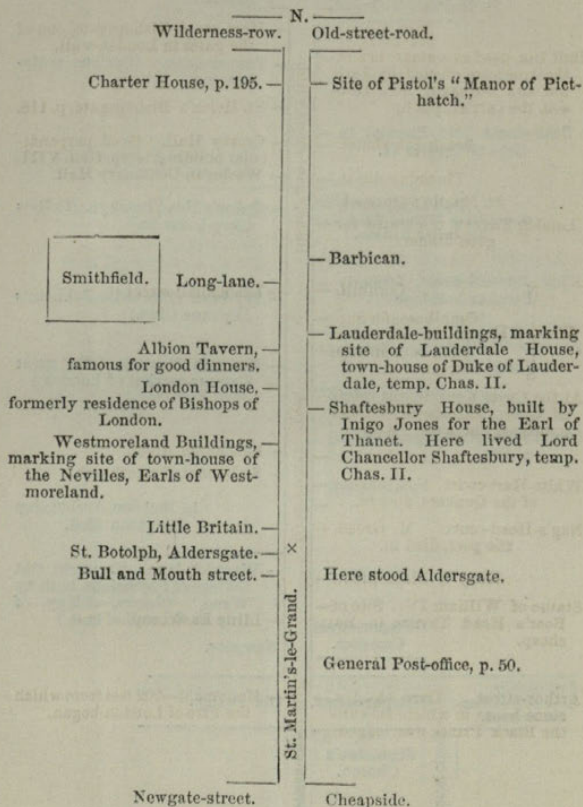 N.
Wilderness-row. Old-street-road.
Charter House, p. 195.
Site of Pistol's "Manor of Pict-
hatch."
Barbican.
Smithfield.
Long-lane.
Albion Tavern,
famous for good dinners.
London House,
formerly residence of Bishops of
London.
Westmoreland Buildings,
marking site of town-house of
the Nevilles, Earls of West-
moreland.
Lauderdale-buildings, marking
site of Lauderdale House,
town-house of Duke of Lauder-
dale, temp. Chas. II.
Shaftesbury House, built by
Inigo Jones for the Earl of
Thanet. Here lived Lord
Chancellor Shaftesbury, temp.
Chas. II.
Little Britain.
St. Botolph, Aldersgate.
×
Bull and Mouth street.
Here stood Aldersgate.
St. Martin's-le-Grand.
General Post-office, p. 50.
Newgate-street. Cheapside.